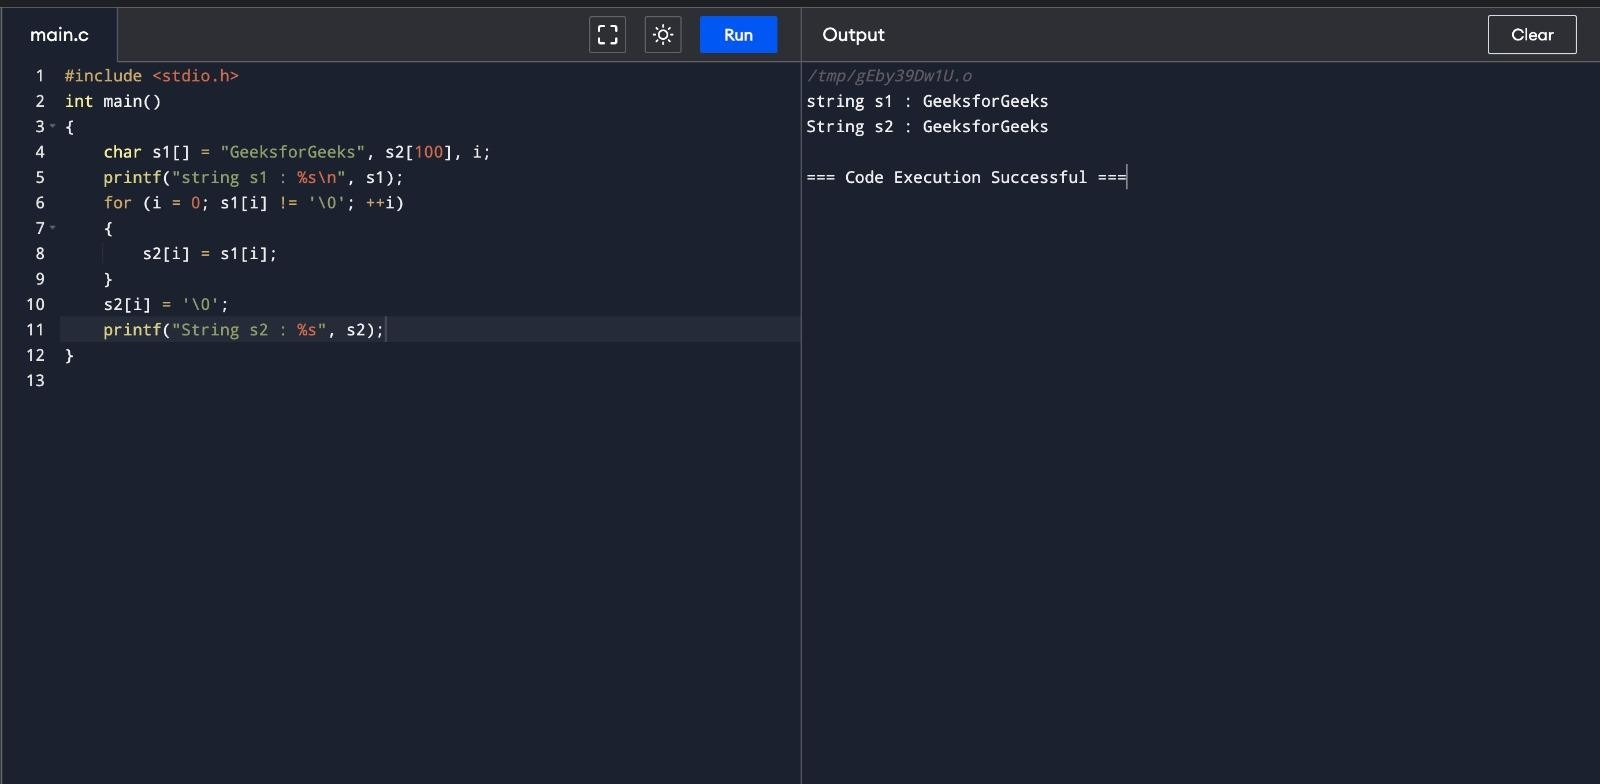 main.c
Run
Output
Clear
1 #include <stdio.h>
2 int main()
3 {
4     char s1[] = "GeeksforGeeks", s2[100], i;
5     printf("string s1 : %s\n", s1);
6     for (i = 0; s1[i] != '\0'; ++i)
7     {
8         s2[i] = s1[i];
9     }
10     s2[i] = '\0';
11     printf("String s2 : %s", s2);
12 }
13
/tmp/gEby39Dw1U.o
string s1 : GeeksforGeeks
String s2 : GeeksforGeeks
=== Code Execution Successful ===